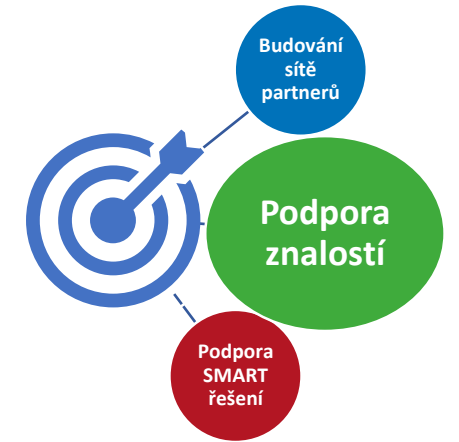 Budování
sítě
partnerů
Podpora
znalostí
Podpora
SMART
řešení